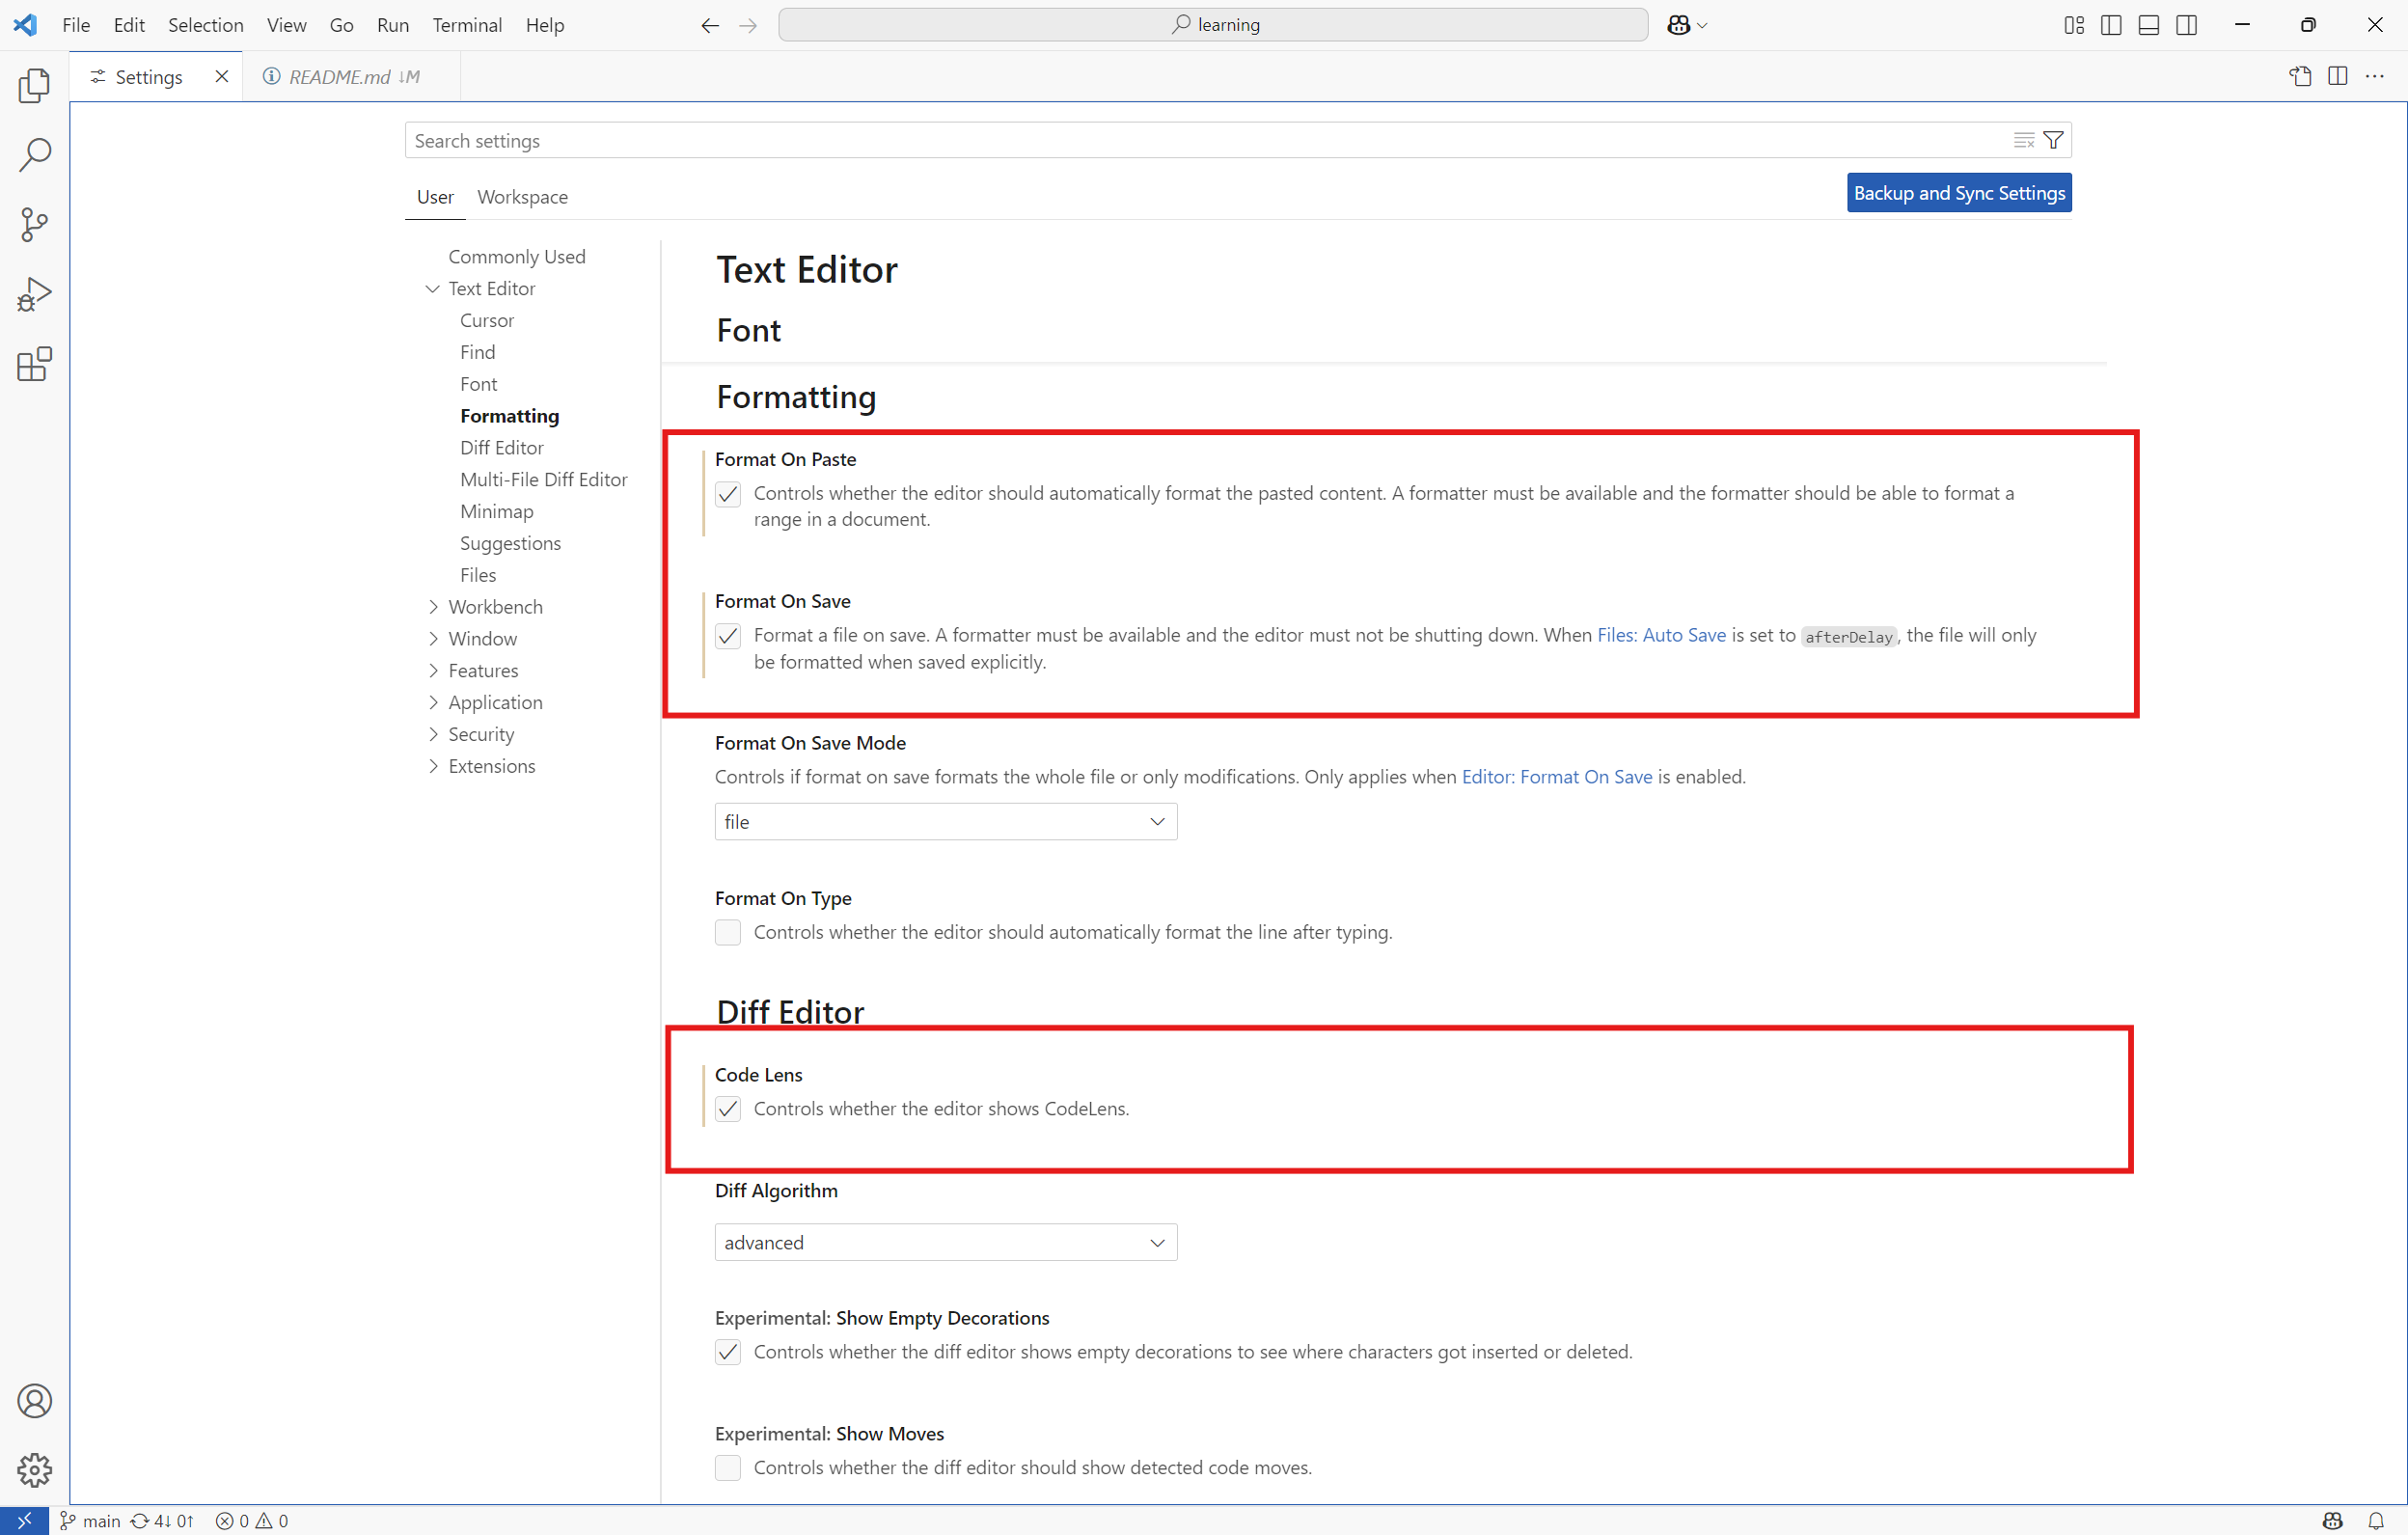 File Edit Selection View Go Run Terminal Help
learning
Settings
README.md ↓M
Search settings
User Workspace
Backup and Sync Settings
Commonly Used
Text Editor
Cursor
Find
Font
Formatting
Diff Editor
Multi-File Diff Editor
Minimap
Suggestions
Files
Workbench
Window
Features
Application
Security
Extensions
Text Editor
Font
Formatting
Format On Paste
Controls whether the editor should automatically format the pasted content. A formatter must be available and the formatter should be able to format a
range in a document.
Format On Save
Format a file on save. A formatter must be available and the editor must not be shutting down. When Files: Auto Save is set to afterDelay, the file will only
be formatted when saved explicitly.
Format On Save Mode
Controls if format on save formats the whole file or only modifications. Only applies when Editor: Format On Save is enabled.
file
Format On Type
Controls whether the editor should automatically format the line after typing.
Diff Editor
Code Lens
Controls whether the editor shows CodeLens.
Diff Algorithm
advanced
Experimental: Show Empty Decorations
Controls whether the diff editor shows empty decorations to see where characters got inserted or deleted.
Experimental: Show Moves
Controls whether the diff editor should show detected code moves.
main 4↓ 0↑ 0 0